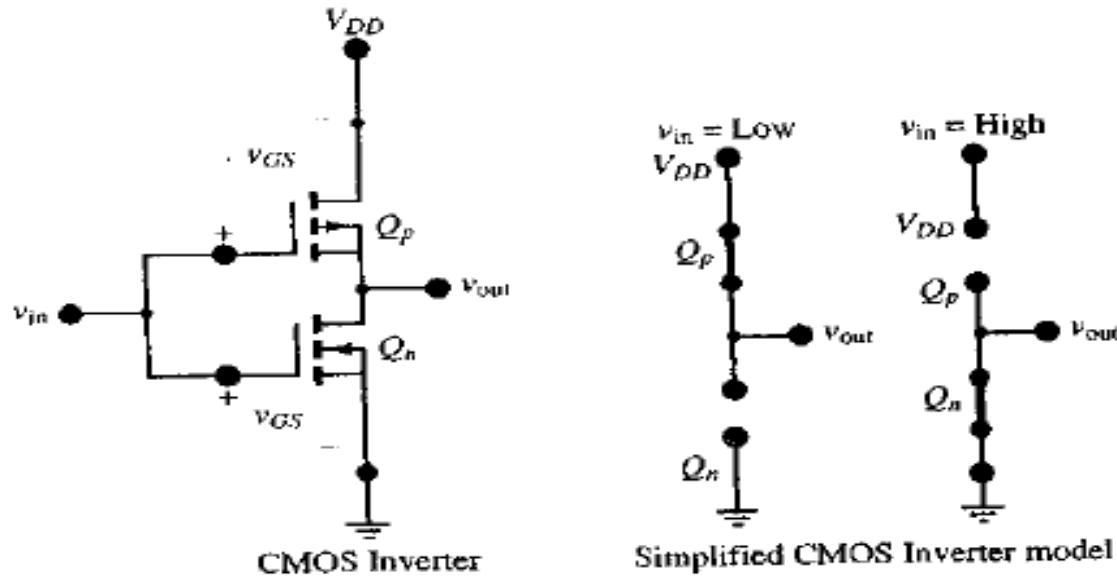 V_DD
v_in = Low
v_in = High
v_GS
V_DD
Q_p
V_DD
Q_p
Q_p
+
v_in
v_out
v_out
v_out
Q_n
Q_n
+
v_GS
Q_n
CMOS Inverter
Simplified CMOS Inverter model